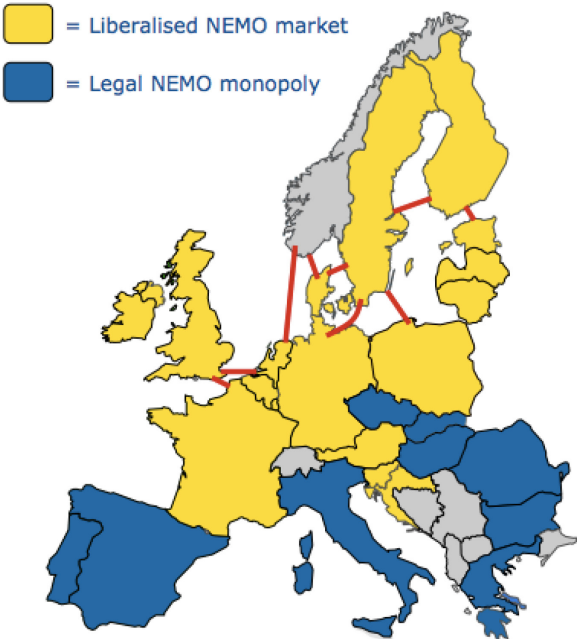 = Liberalised NEMO market
= Legal NEMO monopoly